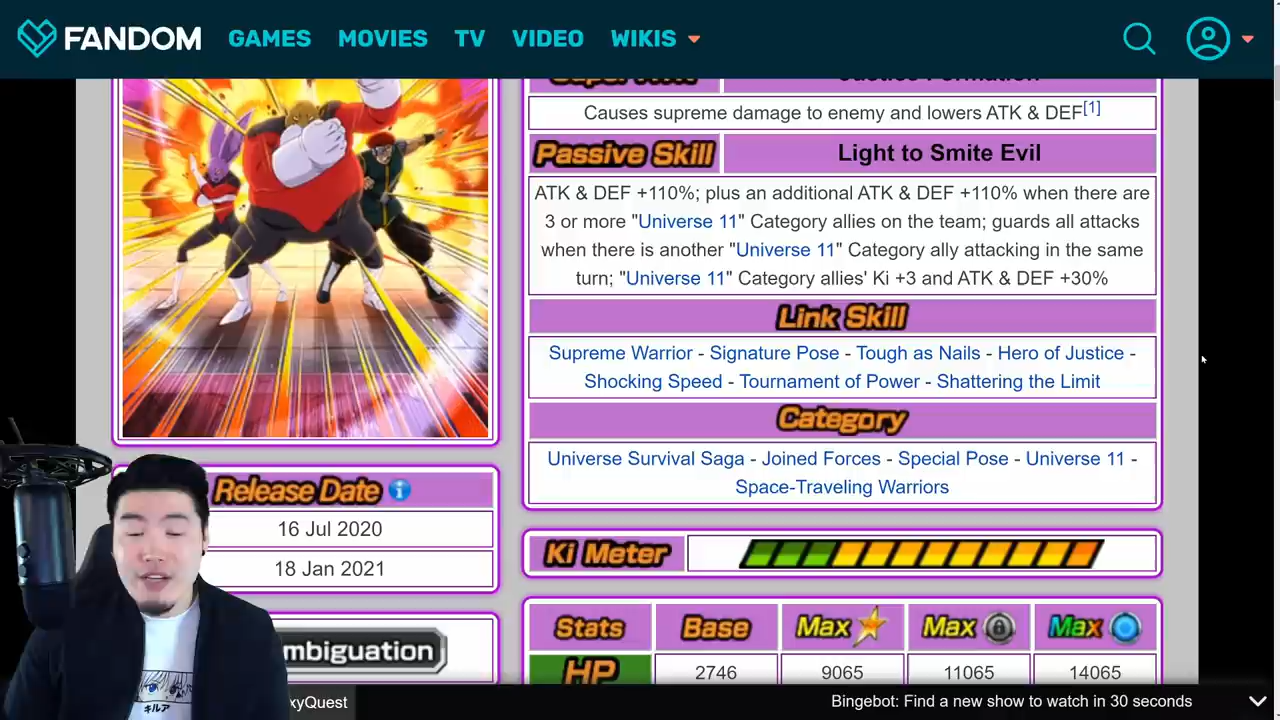 FANDOM GAMES MOVIES TV VIDEO WIKIS
Causes supreme damage to enemy and lowers ATK & DEF[1]
Passive Skill Light to Smite Evil
ATK & DEF +110%; plus an additional ATK & DEF +110% when there are
3 or more "Universe 11" Category allies on the team; guards all attacks
when there is another "Universe 11" Category ally attacking in the same
turn; "Universe 11" Category allies' Ki +3 and ATK & DEF +30%
Link Skill
Supreme Warrior - Signature Pose - Tough as Nails - Hero of Justice -
Shocking Speed - Tournament of Power - Shattering the Limit
Category
Universe Survival Saga - Joined Forces - Special Pose - Universe 11 -
Space-Traveling Warriors
Release Date
16 Jul 2020
18 Jan 2021
Ki Meter
Stats Base Max Max Max
HP 2746 9065 11065 14065
mbiguation
キルア
xyQuest
Bingebot: Find a new show to watch in 30 seconds